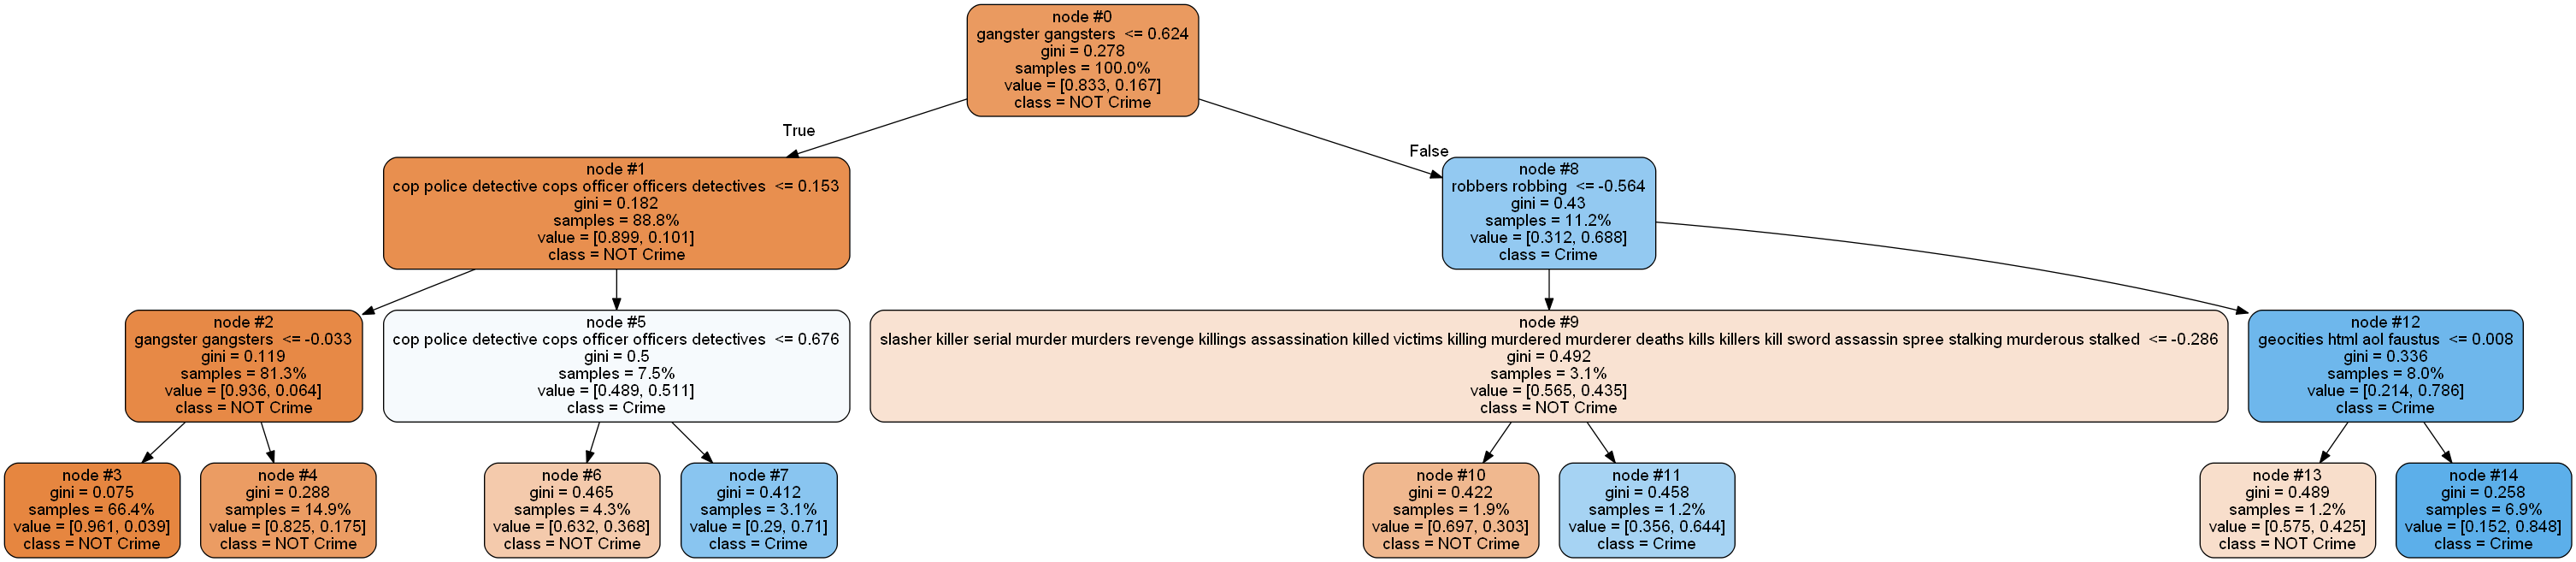 node #0
gangster gangsters <= 0.624
gini = 0.278
samples = 100.0%
value = [0.833, 0.167]
class = NOT Crime
True
False
node #1
cop police detective cops officer officers detectives <= 0.153
gini = 0.182
samples = 88.8%
value = [0.899, 0.101]
class = NOT Crime
node #8
robbers robbing <= -0.564
gini = 0.43
samples = 11.2%
value = [0.312, 0.688]
class = Crime
node #2
gangster gangsters <= -0.033
gini = 0.119
samples = 81.3%
value = [0.936, 0.064]
class = NOT Crime
node #5
cop police detective cops officer officers detectives <= 0.676
gini = 0.5
samples = 7.5%
value = [0.489, 0.511]
class = Crime
node #9
slasher killer serial murder murders revenge killings assassination killed victims killing murdered murderer deaths kills killers kill sword assassin spree stalking murderous stalked <= -0.286
gini = 0.492
samples = 3.1%
value = [0.565, 0.435]
class = NOT Crime
node #12
geocities html aol faustus <= 0.008
gini = 0.336
samples = 8.0%
value = [0.214, 0.786]
class = Crime
node #3
gini = 0.075
samples = 66.4%
value = [0.961, 0.039]
class = NOT Crime
node #4
gini = 0.288
samples = 14.9%
value = [0.825, 0.175]
class = NOT Crime
node #6
gini = 0.465
samples = 4.3%
value = [0.632, 0.368]
class = NOT Crime
node #7
gini = 0.412
samples = 3.1%
value = [0.29, 0.71]
class = Crime
node #10
gini = 0.422
samples = 1.9%
value = [0.697, 0.303]
class = NOT Crime
node #11
gini = 0.458
samples = 1.2%
value = [0.356, 0.644]
class = Crime
node #13
gini = 0.489
samples = 1.2%
value = [0.575, 0.425]
class = NOT Crime
node #14
gini = 0.258
samples = 6.9%
value = [0.152, 0.848]
class = Crime